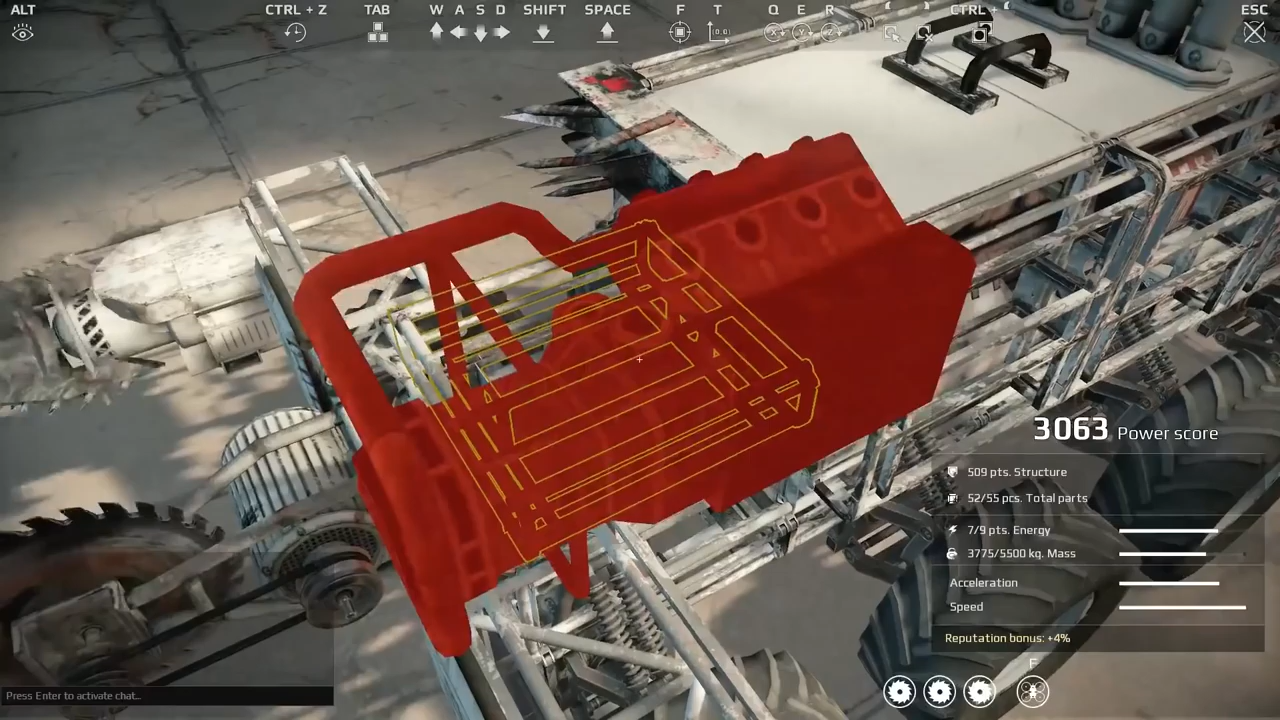 ALT CTRL + Z TAB W A S D SHIFT SPACE F T Q E R CTRL + ESC
3063 Power score
509 pts. Structure
52/55 pcs. Total parts
7/9 pts. Energy
3775/5500 kg. Mass
Acceleration
Speed
Reputation bonus: +4%
F
Press Enter to activate chat...